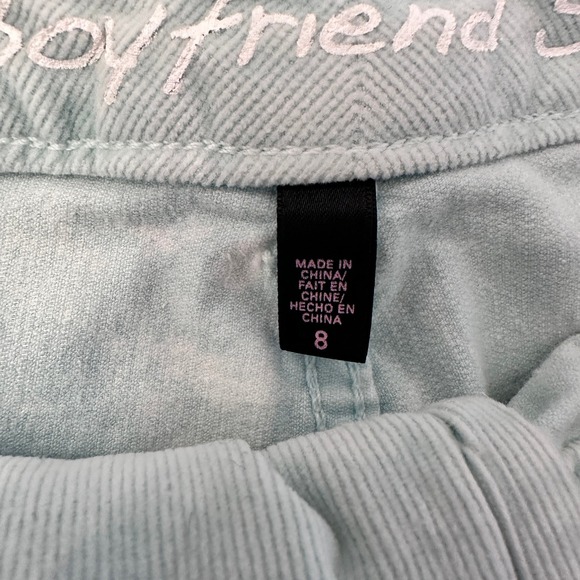 boyfriend
MADE IN
CHINA/
FAIT EN
CHINE/
HECHO EN
CHINA
8